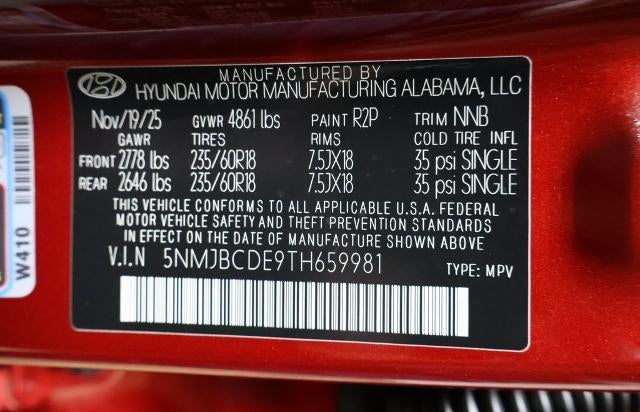 MANUFACTURED BY
HYUNDAI MOTOR MANUFACTURING ALABAMA, LLC
Nov/19/25 GVWR 4861 lbs PAINT R2P TRIM NNB
GAWR TIRES RIMS COLD TIRE INFL
FRONT 2778 lbs 235/60R18 7.5JX18 35 psi SINGLE
REAR 2646 lbs 235/60R18 7.5JX18 35 psi SINGLE
THIS VEHICLE CONFORMS TO ALL APPLICABLE U.S.A. FEDERAL
MOTOR VEHICLE SAFETY AND THEFT PREVENTION STANDARDS
IN EFFECT ON THE DATE OF MANUFACTURE SHOWN ABOVE
V.I.N 5NMJBCDE9TH659981 TYPE: MPV
W410